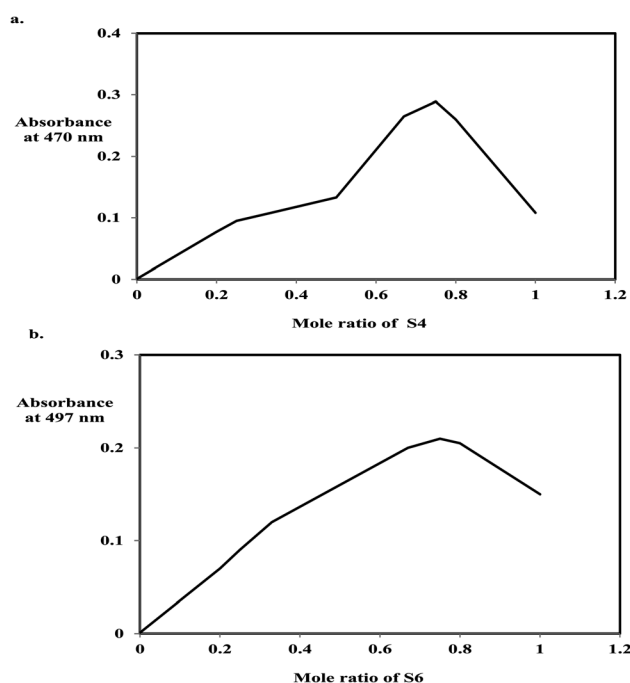 a.
0.4
0.3
Absorbance
at 470 nm
0.2
0.1
0
0 0.2 0.4 0.6 0.8 1 1.2
Mole ratio of S4
b.
0.3
Absorbance
at 497 nm
0.2
0.1
0
0 0.2 0.4 0.6 0.8 1 1.2
Mole ratio of S6